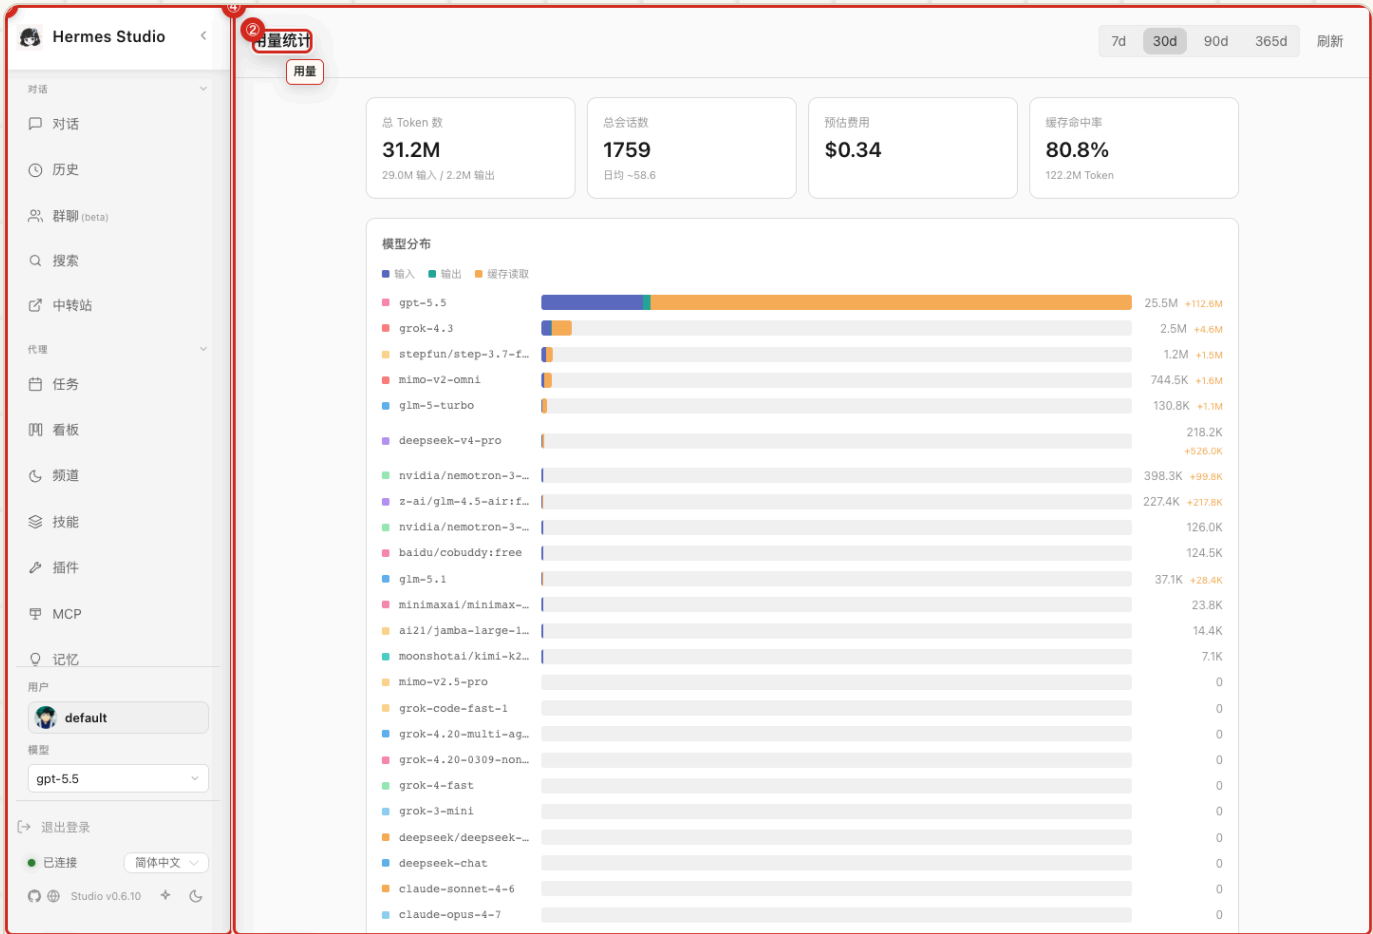 ④
②
Hermes Studio
对话
对话
历史
群聊 (beta)
搜索
中转站
代理
任务
看板
频道
技能
插件
MCP
记忆
用户
default
模型
gpt-5.5
退出登录
已连接
简体中文
Studio v0.6.10
用量统计
用量
7d 30d 90d 365d 刷新
总 Token 数
31.2M
29.0M 输入 / 2.2M 输出
总会话数
1759
日均 ~58.6
预估费用
$0.34
缓存命中率
80.8%
122.2M Token
模型分布
输入 输出 缓存读取
gpt-5.5 25.5M +112.6M
grok-4.3 2.5M +4.6M
stepfun/step-3.7-f… 1.2M +1.5M
mimo-v2-omni 744.5K +1.6M
glm-5-turbo 130.8K +1.1M
deepseek-v4-pro 218.2K
+526.0K
nvidia/nemotron-3-… 398.3K +99.8K
z-ai/glm-4.5-air:f… 227.4K +217.8K
nvidia/nemotron-3-… 126.0K
baidu/cobuddy:free 124.5K
glm-5.1 37.1K +28.4K
minimaxai/minimax-… 23.8K
ai21/jamba-large-1… 14.4K
moonshotai/kimi-k2… 7.1K
mimo-v2.5-pro 0
grok-code-fast-1 0
grok-4.20-multi-ag… 0
grok-4.20-0309-non… 0
grok-4-fast 0
grok-3-mini 0
deepseek/deepseek-… 0
deepseek-chat 0
claude-sonnet-4-6 0
claude-opus-4-7 0